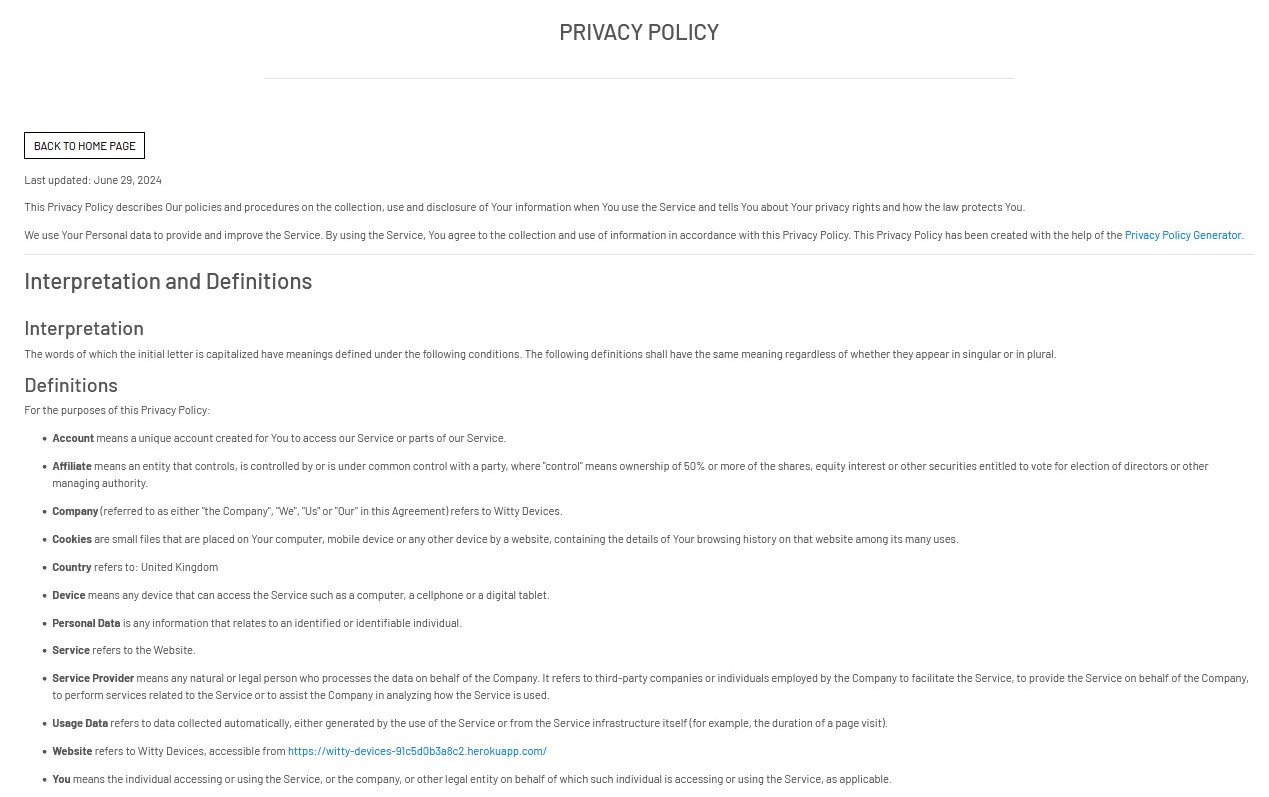 PRIVACY POLICY
BACK TO HOME PAGE
Last updated: June 29, 2024
This Privacy Policy describes Our policies and procedures on the collection, use and disclosure of Your information when You use the Service and tells You about Your privacy rights and how the law protects You.
We use Your Personal data to provide and improve the Service. By using the Service, You agree to the collection and use of information in accordance with this Privacy Policy. This Privacy Policy has been created with the help of the Privacy Policy Generator.
Interpretation and Definitions
Interpretation
The words of which the initial letter is capitalized have meanings defined under the following conditions. The following definitions shall have the same meaning regardless of whether they appear in singular or in plural.
Definitions
For the purposes of this Privacy Policy:
• Account means a unique account created for You to access our Service or parts of our Service.
• Affiliate means an entity that controls, is controlled by or is under common control with a party, where "control" means ownership of 50% or more of the shares, equity interest or other securities entitled to vote for election of directors or other
managing authority.
• Company (referred to as either "the Company", "We", "Us" or "Our" in this Agreement) refers to Witty Devices.
• Cookies are small files that are placed on Your computer, mobile device or any other device by a website, containing the details of Your browsing history on that website among its many uses.
• Country refers to: United Kingdom
• Device means any device that can access the Service such as a computer, a cellphone or a digital tablet.
• Personal Data is any information that relates to an identified or identifiable individual.
• Service refers to the Website.
• Service Provider means any natural or legal person who processes the data on behalf of the Company. It refers to third-party companies or individuals employed by the Company to facilitate the Service, to provide the Service on behalf of the Company,
to perform services related to the Service or to assist the Company in analyzing how the Service is used.
• Usage Data refers to data collected automatically, either generated by the use of the Service or from the Service infrastructure itself (for example, the duration of a page visit).
• Website refers to Witty Devices, accessible from https://witty-devices-91c5d0b3a8c2.herokuapp.com/
• You means the individual accessing or using the Service, or the company, or other legal entity on behalf of which such individual is accessing or using the Service, as applicable.